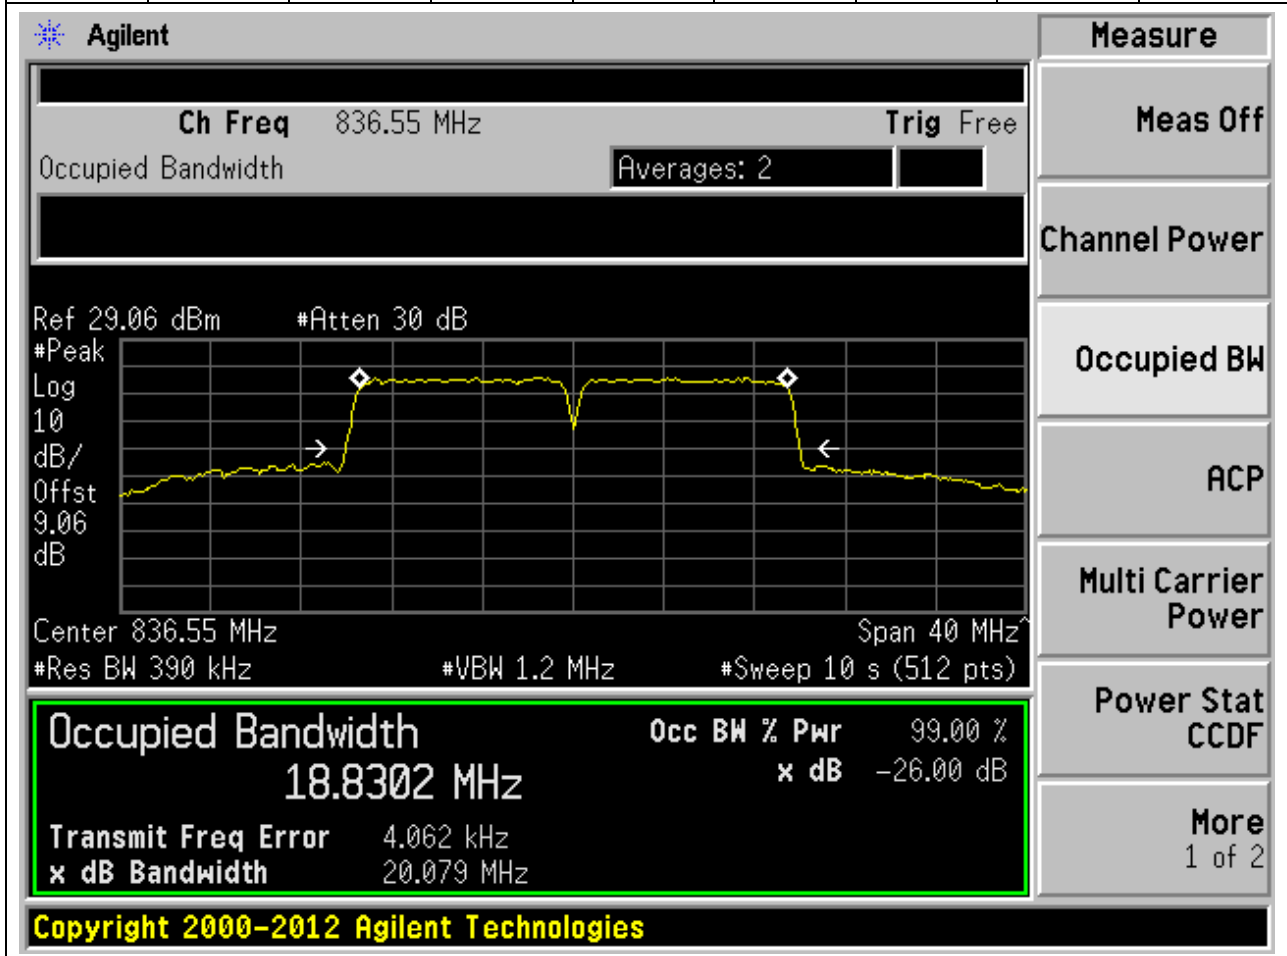 Agilent
Measure
Ch Freq 836.55 MHz Trig Free
Occupied Bandwidth Averages: 2
Meas Off
Channel Power
Occupied BW
ACP
Multi Carrier
Power
Power Stat
CCDF
More
1 of 2
Ref 29.06 dBm #Atten 30 dB
#Peak
Log
10
dB/
Offst
9.06
dB
Center 836.55 MHz Span 40 MHz^
#Res BW 390 kHz #VBW 1.2 MHz #Sweep 10 s (512 pts)
Occupied Bandwidth Occ BW % Pwr 99.00 %
18.8302 MHz x dB -26.00 dB
Transmit Freq Error 4.062 kHz
x dB Bandwidth 20.079 MHz
Copyright 2000-2012 Agilent Technologies